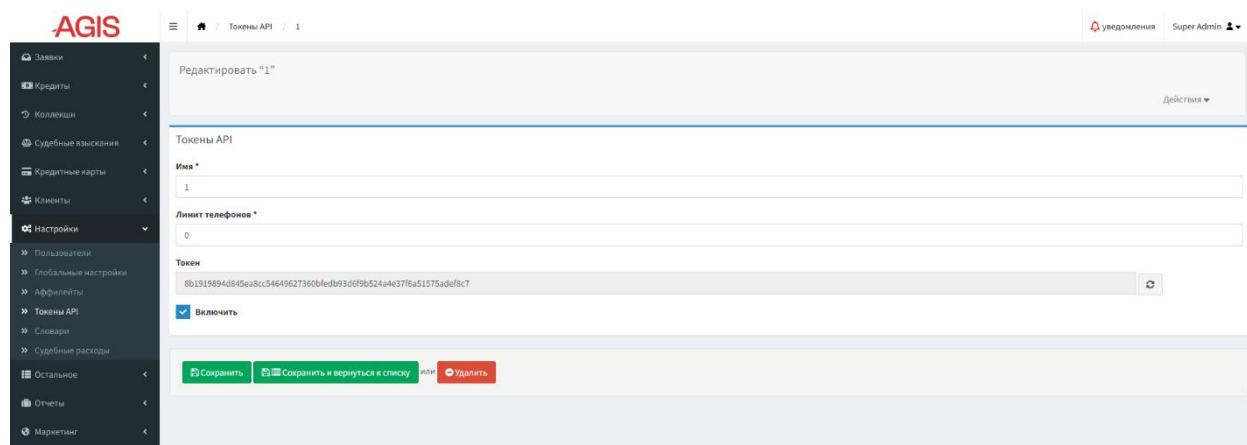 AGIS
Токены API / 1
уведомления Super Admin
Заявки
Кредиты
Коллекшн
Судебные взыскания
Кредитные карты
Клиенты
Настройки
Пользователи
Глобальные настройки
Аффилейты
Токены API
Словари
Судебные расходы
Остальное
Отчеты
Маркетинг
Редактировать "1"
Действия
Токены API
Имя *
1
Лимит телефонов *
0
Токен
8b1919894d845ea8cc54649627360bfedb93d6f9b524a4e37f6a51575adef8c7
Включить
Сохранить Сохранить и вернуться к списку или Удалить